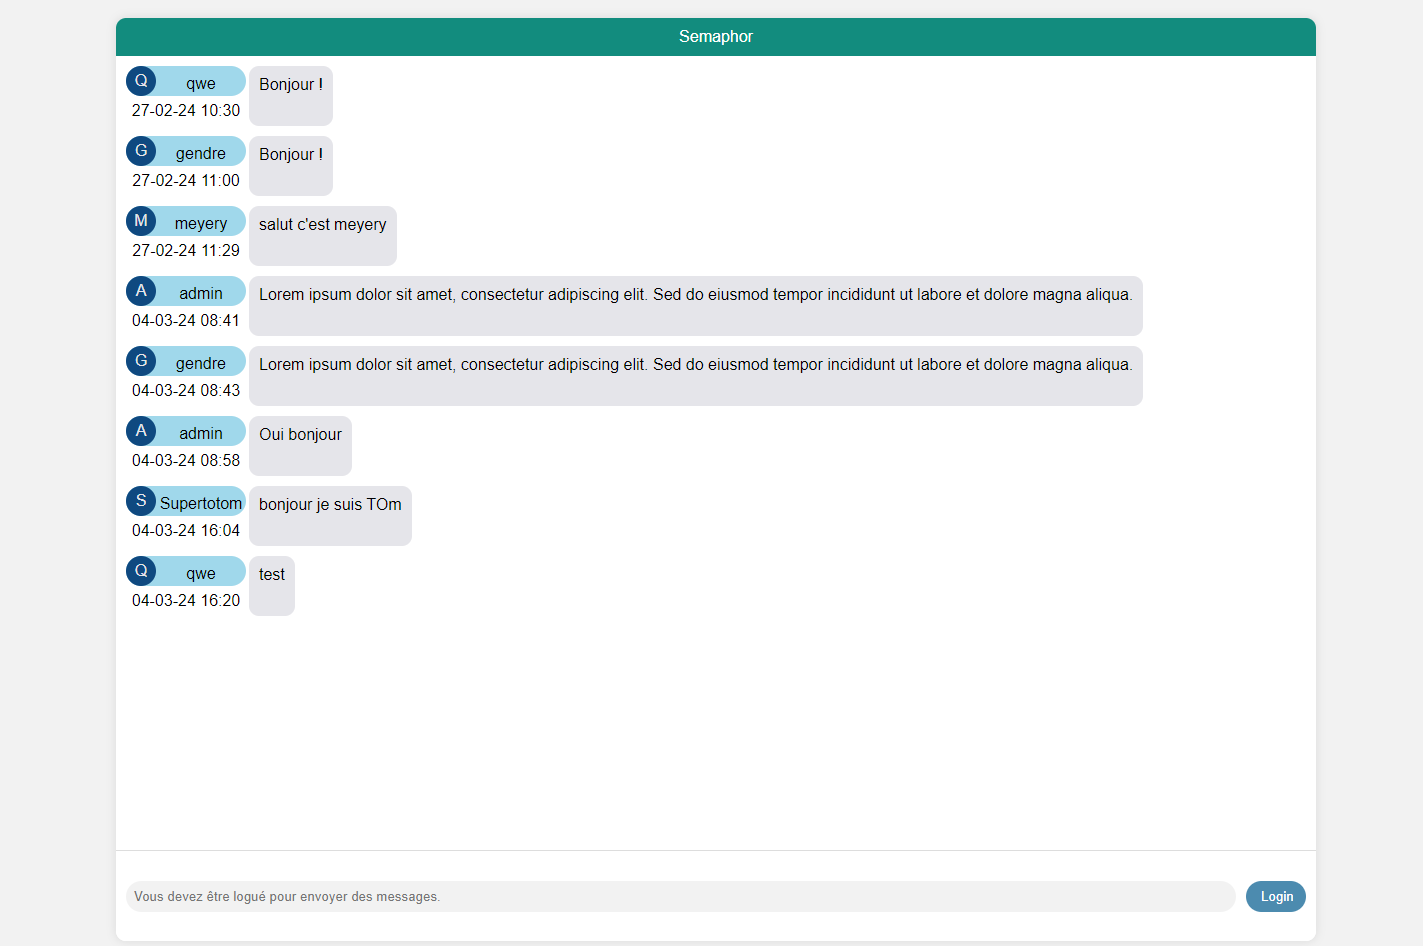 Semaphor
Q qwe Bonjour !
27-02-24 10:30
G gendre Bonjour !
27-02-24 11:00
M meyery salut c'est meyery
27-02-24 11:29
A admin Lorem ipsum dolor sit amet, consectetur adipiscing elit. Sed do eiusmod tempor incididunt ut labore et dolore magna aliqua.
04-03-24 08:41
G gendre Lorem ipsum dolor sit amet, consectetur adipiscing elit. Sed do eiusmod tempor incididunt ut labore et dolore magna aliqua.
04-03-24 08:43
A admin Oui bonjour
04-03-24 08:58
S Supertotom bonjour je suis TOm
04-03-24 16:04
Q qwe test
04-03-24 16:20
Vous devez être logué pour envoyer des messages. Login